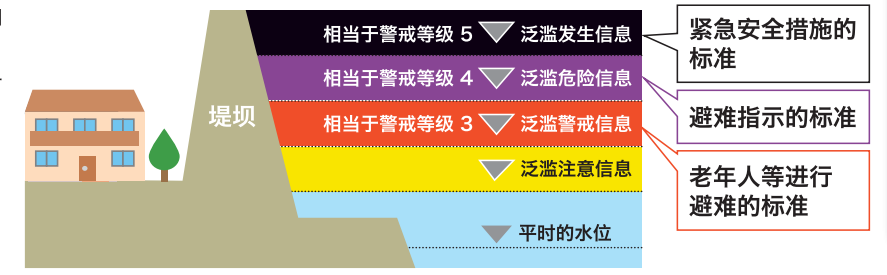 相当于警戒等级 5 泛滥发生信息
紧急安全措施的
标准
相当于警戒等级 4 泛滥危险信息
避难指示的标准
堤坝
相当于警戒等级 3 泛滥警戒信息
老年人等进行
避难的标准
泛滥注意信息
平时的水位